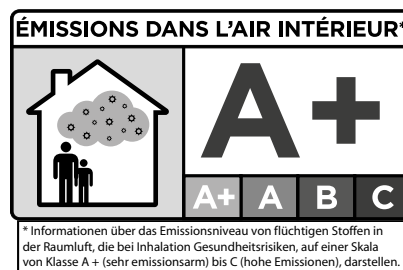 ÉMISSIONS DANS L'AIR INTÉRIEUR*
A+
A+ A B C
* Informationen über das Emissionsniveau von flüchtigen Stoffen in
der Raumluft, die bei Inhalation Gesundheitsrisiken, auf einer Skala
von Klasse A + (sehr emissionsarm) bis C (hohe Emissionen), darstellen.